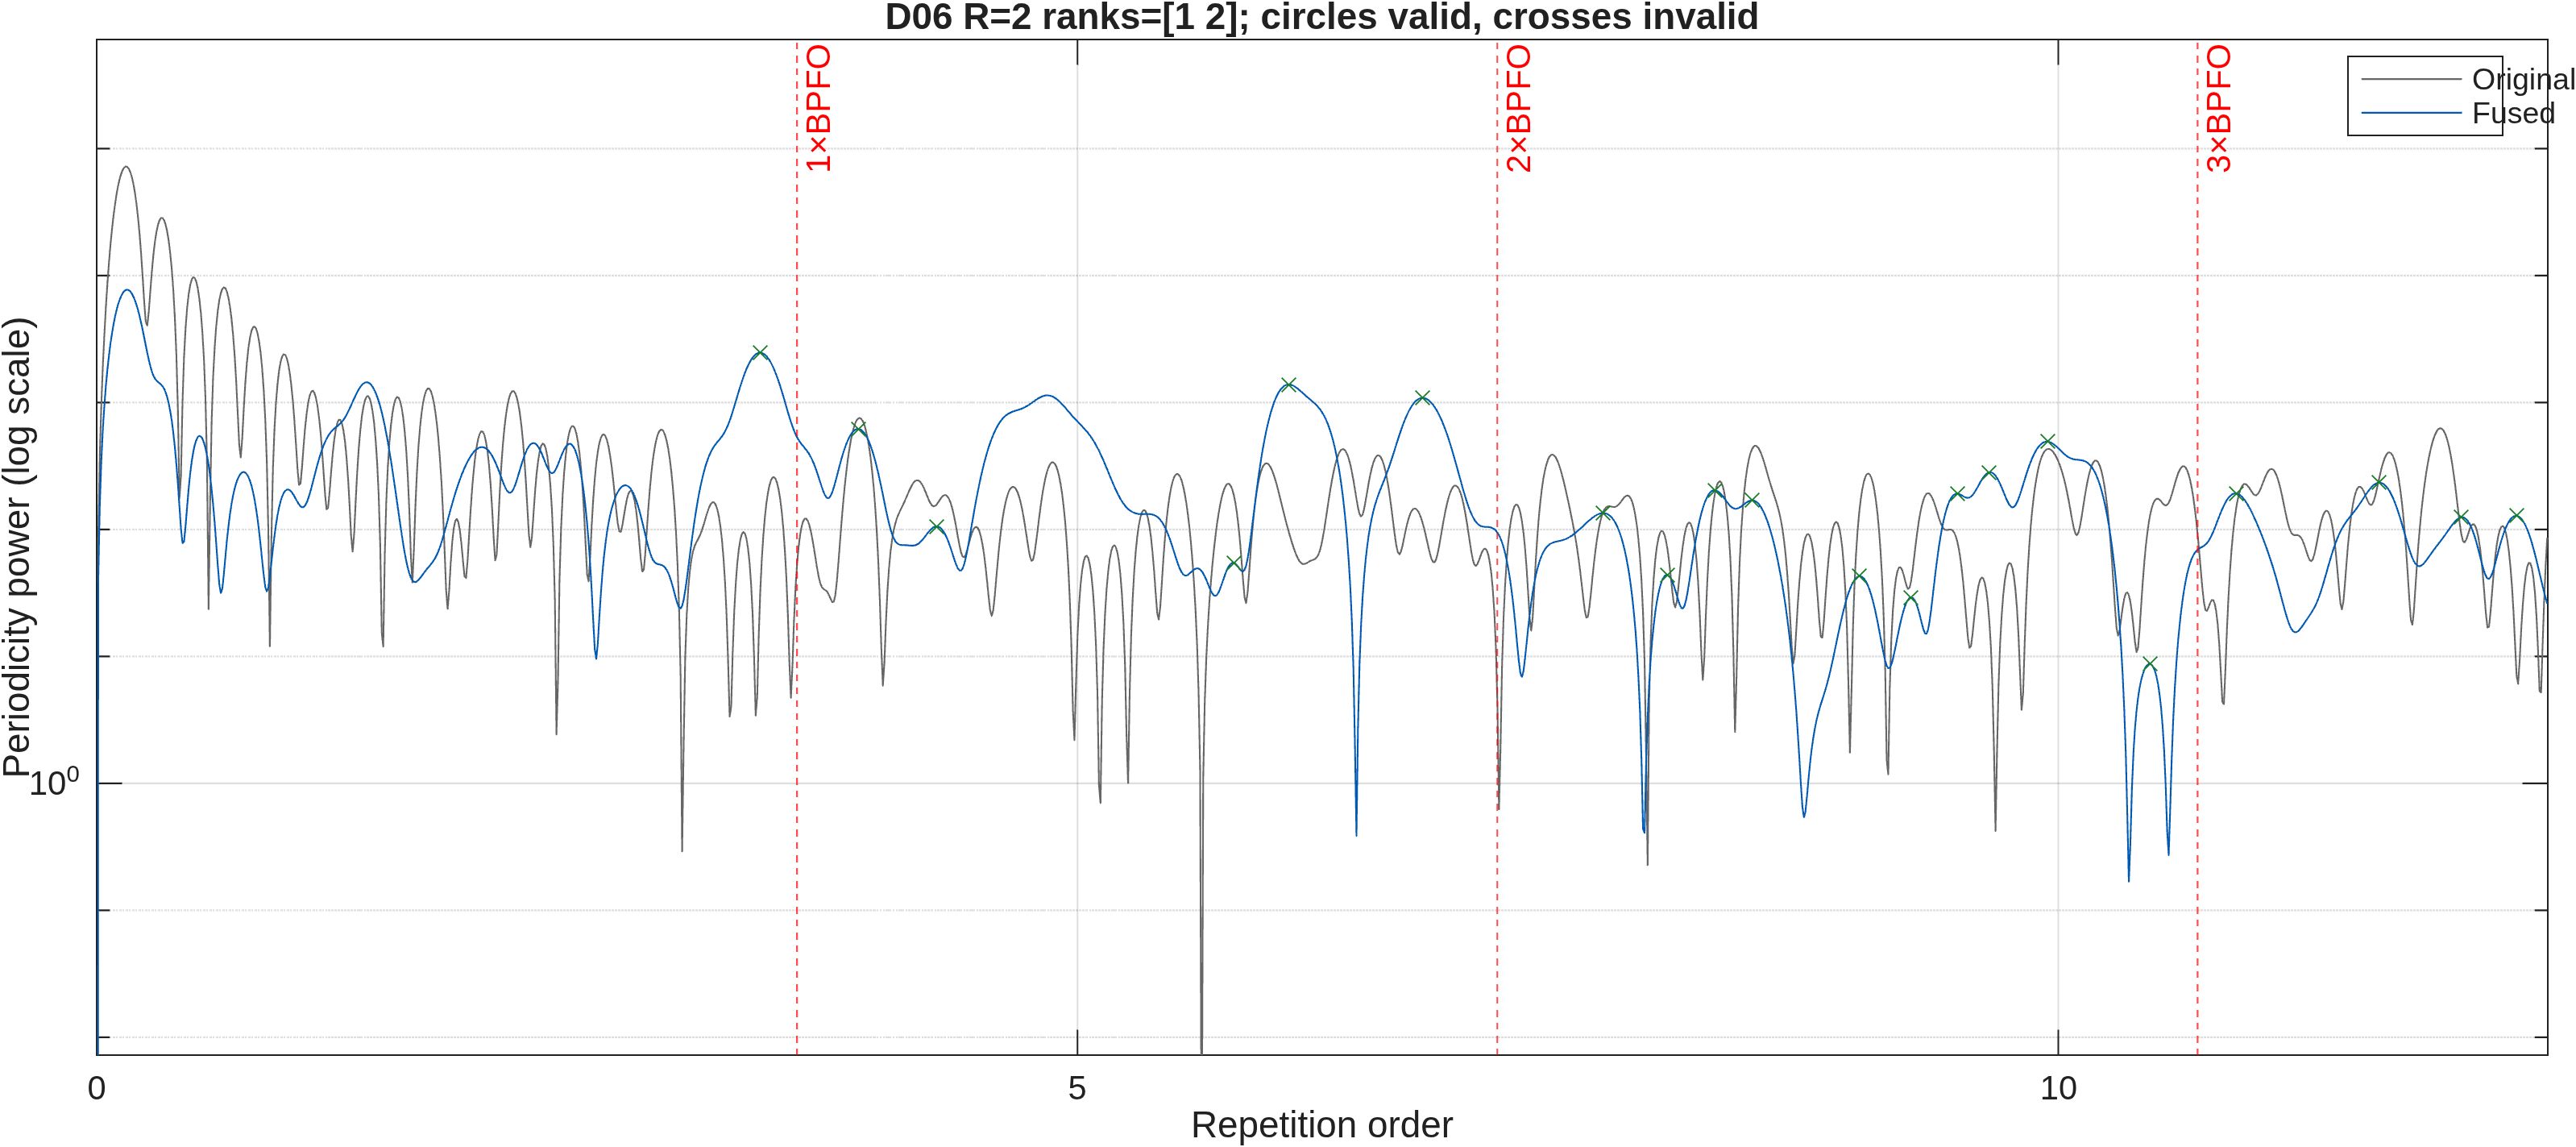 D06 R=2 ranks=[1 2]; circles valid, crosses invalid
1×BPFO
2×BPFO
3×BPFO
Original
Fused
Periodicity power (log scale)
10⁰
0
5
10
Repetition order